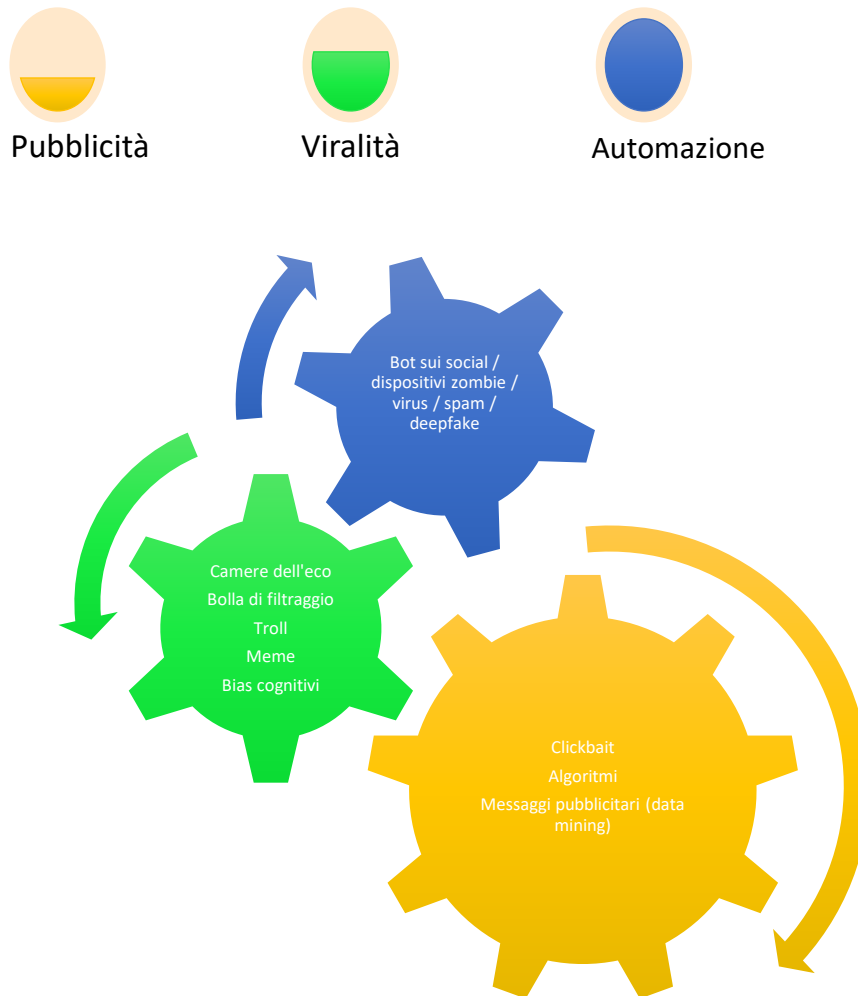 Pubblicità
Viralità
Automazione
Bot sui social /
dispositivi zombie /
virus / spam /
deepfake
Camere dell'eco
Bolla di filtraggio
Troll
Meme
Bias cognitivi
Clickbait
Algoritmi
Messaggi pubblicitari (data
mining)